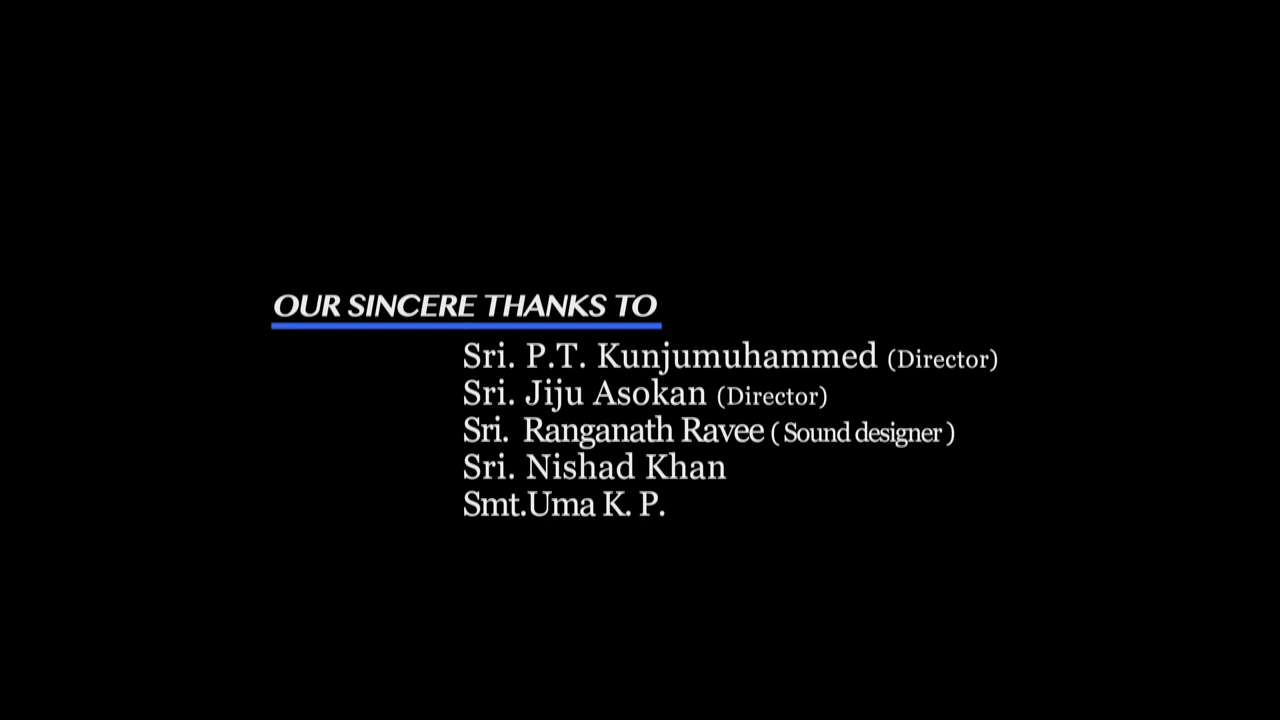 OUR SINCERE THANKS TO
Sri. P.T. Kunjumuhammed (Director)
Sri. Jiju Asokan (Director)
Sri. Ranganath Ravee ( Sound designer )
Sri. Nishad Khan
Smt.Uma K. P.